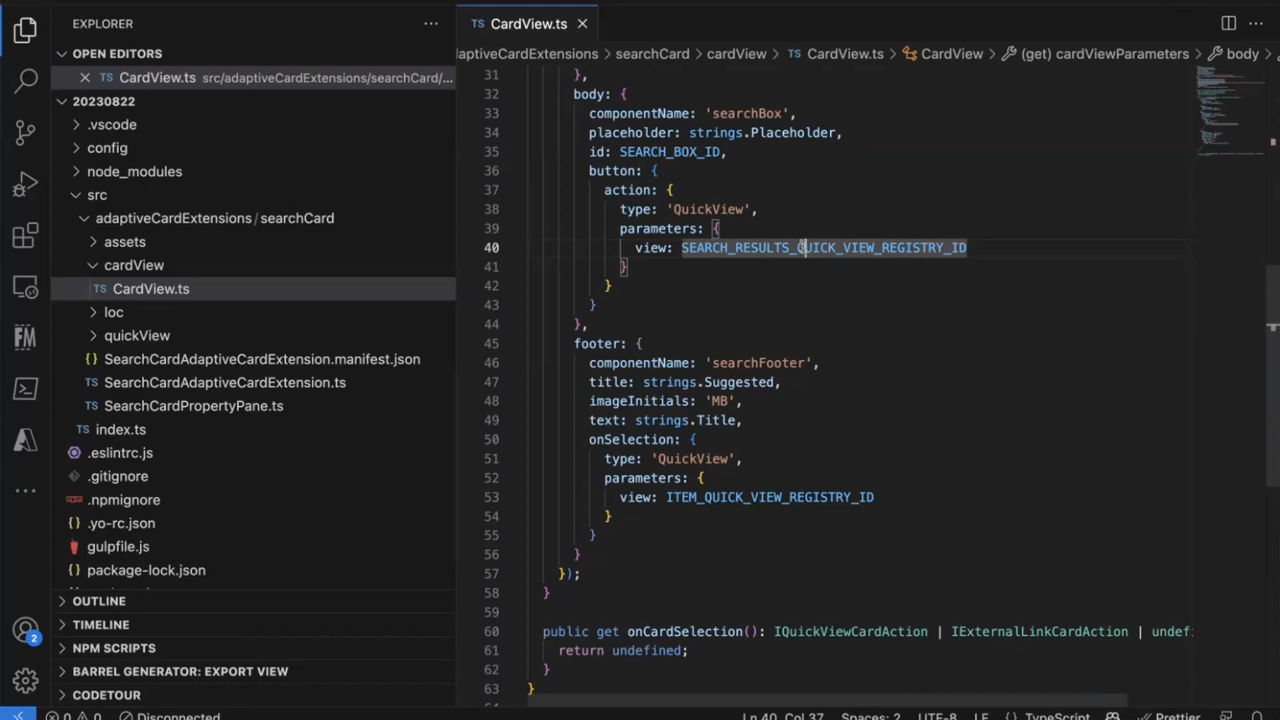 EXPLORER
OPEN EDITORS
CardView.ts src/adaptiveCardExtensions/searchCard/...
20230822
.vscode
config
node_modules
src
adaptiveCardExtensions / searchCard
assets
cardView
TS CardView.ts
loc
quickView
{} SearchCardAdaptiveCardExtension.manifest.json
TS SearchCardAdaptiveCardExtension.ts
TS SearchCardPropertyPane.ts
TS index.ts
.eslintrc.js
.gitignore
.npmignore
{} .yo-rc.json
gulpfile.js
{} package-lock.json
OUTLINE
TIMELINE
NPM SCRIPTS
BARREL GENERATOR: EXPORT VIEW
CODETOUR
FM
2
TS CardView.ts
daptiveCardExtensions > searchCard > cardView > TS CardView.ts > CardView > (get) cardViewParameters > body >
31 },
32 body: {
33 componentName: 'searchBox',
34 placeholder: strings.Placeholder,
35 id: SEARCH_BOX_ID,
36 button: {
37 action: {
38 type: 'QuickView',
39 parameters: {
40 view: SEARCH_RESULTS_QUICK_VIEW_REGISTRY_ID
41 }
42 }
43 }
44 },
45 footer: {
46 componentName: 'searchFooter',
47 title: strings.Suggested,
48 imageInitials: 'MB',
49 text: strings.Title,
50 onSelection: {
51 type: 'QuickView',
52 parameters: {
53 view: ITEM_QUICK_VIEW_REGISTRY_ID
54 }
55 }
56 }
57 });
58 }
59
60 public get onCardSelection(): IQuickViewCardAction | IExternalLinkCardAction | undefi
61 return undefined;
62 }
63 }
0 0 Disconnected Ln 40, Col 37 Spaces: 2 UTF-8 LF {} TypeScript Prettier